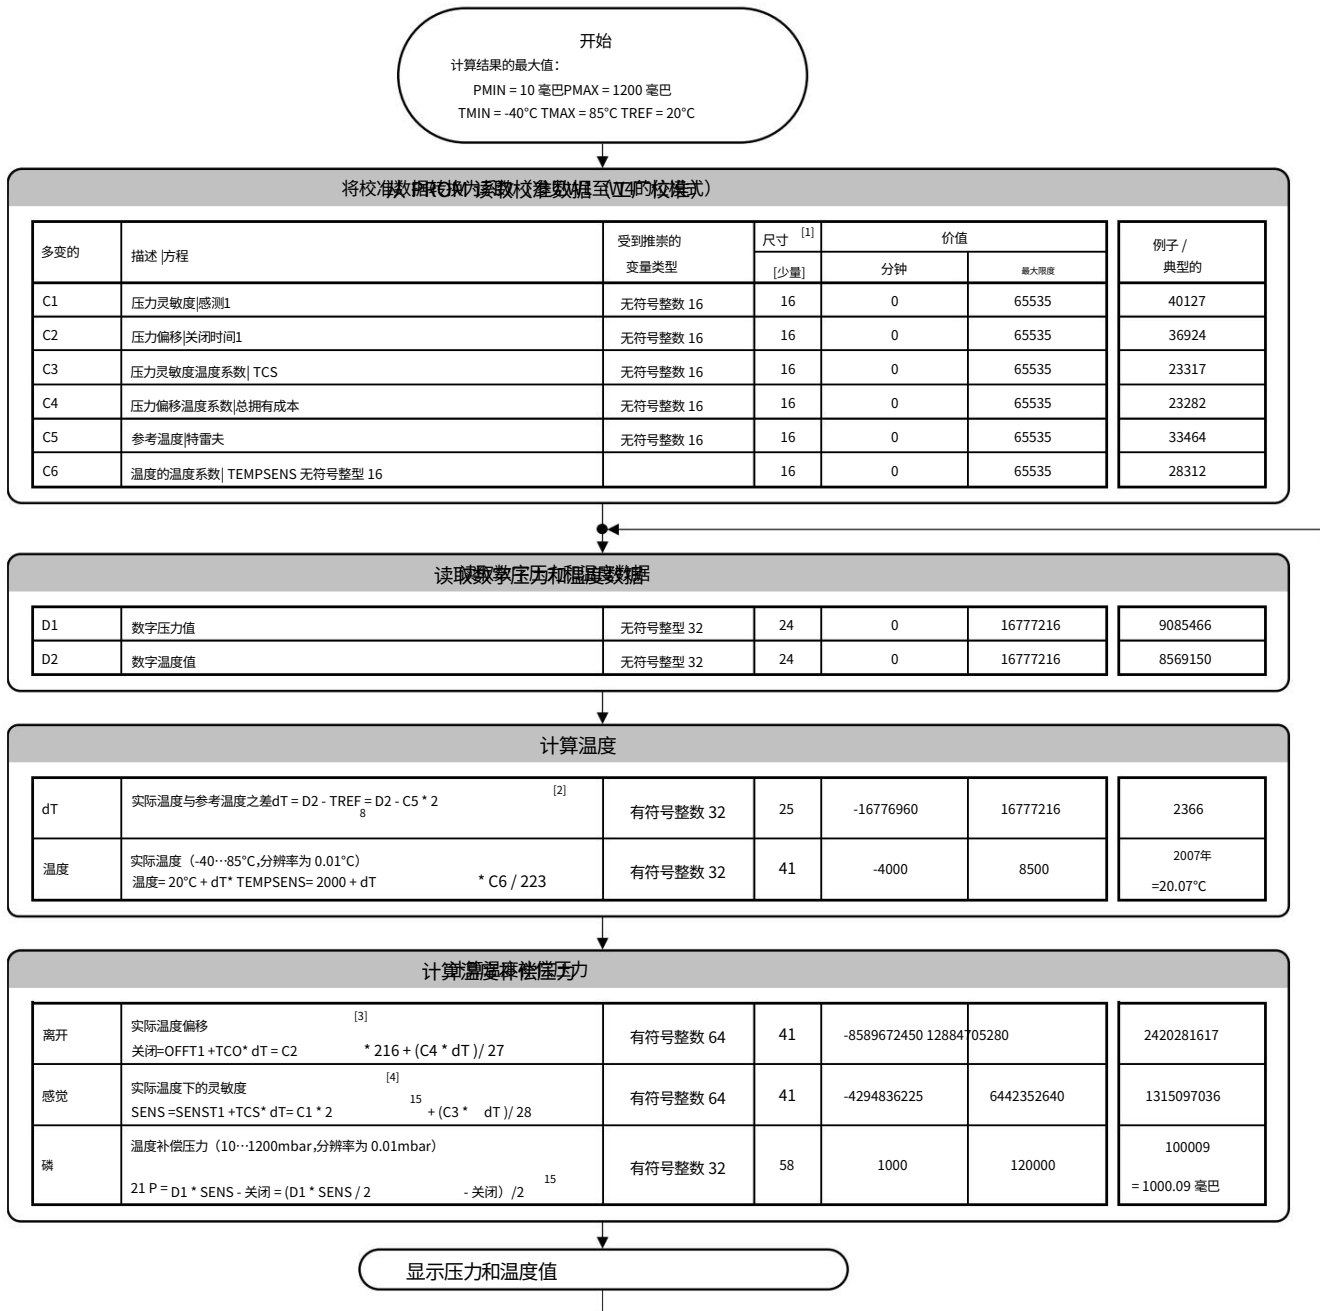 开始
计算结果的最大值：
PMIN = 10 毫巴PMAX = 1200 毫巴
TMIN = -40°C TMAX = 85°C TREF = 20°C
多变的
描述 |方程
受到推崇的
变量类型
尺寸 [1]
[少量]
价值
分钟
最大限度
例子 /
典型的
C1 压力灵敏度|感测1 无符号整数 16 16 0 65535 40127
C2 压力偏移|关闭时间1 无符号整数 16 16 0 65535 36924
C3 压力灵敏度温度系数| TCS 无符号整数 16 16 0 65535 23317
C4 压力偏移温度系数|总拥有成本 无符号整数 16 16 0 65535 23282
C5 参考温度|特雷夫 无符号整数 16 16 0 65535 33464
C6 温度的温度系数| TEMPSENS 无符号整型 16 16 0 65535 28312
读取数字压力和温度数据
D1 数字压力值 无符号整型 32 24 0 16777216 9085466
D2 数字温度值 无符号整型 32 24 0 16777216 8569150
计算温度
dT
实际温度与参考温度之差dT = D2 - TREF = D2 - C5 * 2 [2]
8
有符号整数 32 25 -16776960 16777216 2366
温度
实际温度（-40…85°C,分辨率为 0.01°C）
温度= 20°C + dT* TEMPSENS= 2000 + dT * C6 / 223
有符号整数 32 41 -4000 8500
2007年
=20.07°C
计算温度补偿压力
离开
实际温度偏移 [3]
关闭=OFFT1 +TCO* dT = C2 * 216 + (C4 * dT )/ 27
有符号整数 64 41 -8589672450 12884705280 2420281617
感觉
实际温度下的灵敏度 [4]
SENS =SENST1 +TCS* dT= C1 * 2 15 + (C3 * dT )/ 28
有符号整数 64 41 -4294836225 6442352640 1315097036
磷
温度补偿压力（10…1200mbar,分辨率为 0.01mbar）
21 P = D1 * SENS - 关闭 = (D1 * SENS / 2 - 关闭）/2 15
有符号整数 32 58 1000 120000
100009
= 1000.09 毫巴
显示压力和温度值